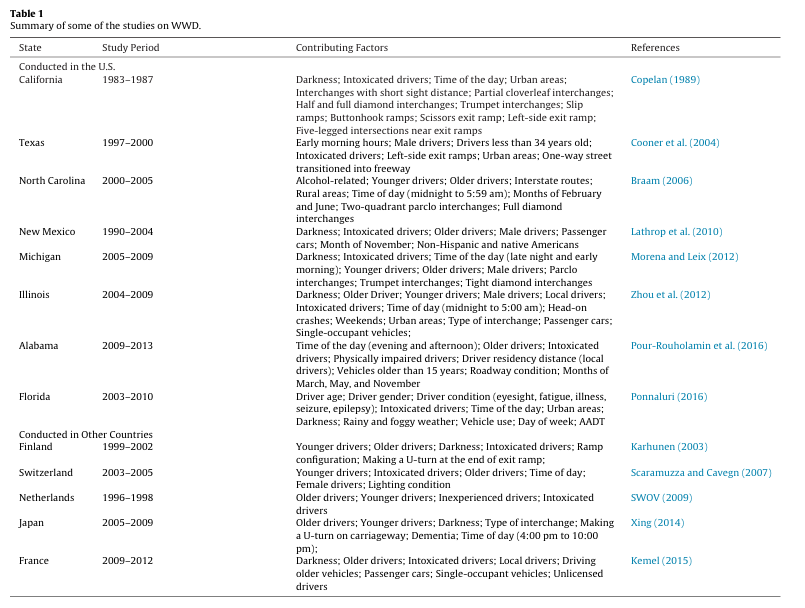 Table 1
Summary of some of the studies on WWD.
State Study Period Contributing Factors References
Conducted in the U.S.
California 1983–1987 Darkness; Intoxicated drivers; Time of the day; Urban areas; Copelan (1989)
Interchanges with short sight distance; Partial cloverleaf interchanges;
Half and full diamond interchanges; Trumpet interchanges; Slip
ramps; Buttonhook ramps; Scissors exit ramp; Left-side exit ramp;
Five-legged intersections near exit ramps
Texas 1997–2000 Early morning hours; Male drivers; Drivers less than 34 years old; Cooner et al. (2004)
Intoxicated drivers; Left-side exit ramps; Urban areas; One-way street
transitioned into freeway
North Carolina 2000–2005 Alcohol-related; Younger drivers; Older drivers; Interstate routes; Braam (2006)
Rural areas; Time of day (midnight to 5:59 am); Months of February
and June; Two-quadrant parclo interchanges; Full diamond
interchanges
New Mexico 1990–2004 Darkness; Intoxicated drivers; Older drivers; Male drivers; Passenger Lathrop et al. (2010)
cars; Month of November; Non-Hispanic and native Americans
Michigan 2005–2009 Darkness; Intoxicated drivers; Time of the day (late night and early Morena and Leix (2012)
morning); Younger drivers; Older drivers; Male drivers; Parclo
interchanges; Trumpet interchanges; Tight diamond interchanges
Illinois 2004–2009 Darkness; Older Driver; Younger drivers; Male drivers; Local drivers; Zhou et al. (2012)
Intoxicated drivers; Time of day (midnight to 5:00 am); Head-on
crashes; Weekends; Urban areas; Type of interchange; Passenger cars;
Single-occupant vehicles;
Alabama 2009–2013 Time of the day (evening and afternoon); Older drivers; Intoxicated Pour-Rouholamin et al. (2016)
drivers; Physically impaired drivers; Driver residency distance (local
drivers); Vehicles older than 15 years; Roadway condition; Months of
March, May, and November
Florida 2003–2010 Driver age; Driver gender; Driver condition (eyesight, fatigue, illness, Ponnaluri (2016)
seizure, epilepsy); Intoxicated drivers; Time of the day; Urban areas;
Darkness; Rainy and foggy weather; Vehicle use; Day of week; AADT
Conducted in Other Countries
Finland 1999–2002 Younger drivers; Older drivers; Darkness; Intoxicated drivers; Ramp Karhunen (2003)
configuration; Making a U-turn at the end of exit ramp;
Switzerland 2003–2005 Younger drivers; Intoxicated drivers; Older drivers; Time of day; Scaramuzza and Cavegn (2007)
Female drivers; Lighting condition
Netherlands 1996–1998 Older drivers; Younger drivers; Inexperienced drivers; Intoxicated SWOV (2009)
drivers
Japan 2005–2009 Older drivers; Younger drivers; Darkness; Type of interchange; Making Xing (2014)
a U-turn on carriageway; Dementia; Time of day (4:00 pm to 10:00
pm);
France 2009–2012 Darkness; Older drivers; Intoxicated drivers; Local drivers; Driving Kemel (2015)
older vehicles; Passenger cars; Single-occupant vehicles; Unlicensed
drivers